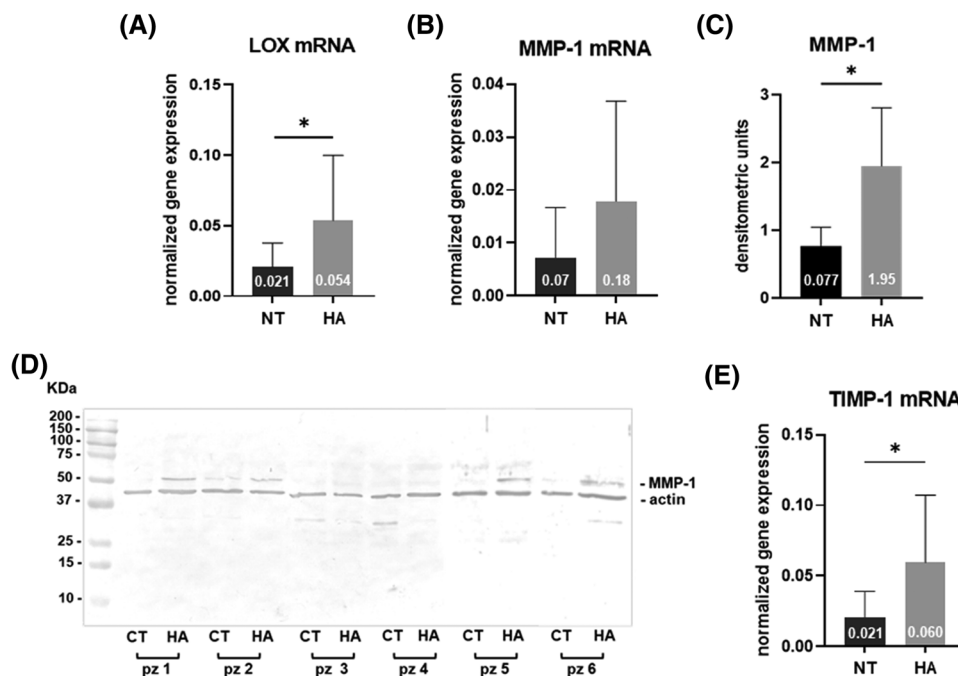 (A)
LOX mRNA
normalized gene expression
0.15
0.10
0.05
0.00
*
0.021
0.054
NT
HA
(B)
MMP-1 mRNA
normalized gene expression
0.04
0.03
0.02
0.01
0.00
0.07
0.18
NT
HA
(C)
MMP-1
densitometric units
3
2
1
0
*
0.077
1.95
NT
HA
(D)
KDa
200 -
150 -
100 -
75 -
50 -
37 -
25 -
15 -
10 -
- MMP-1
- actin
CT HA CT HA CT HA CT HA CT HA CT HA
pz 1 pz 2 pz 3 pz 4 pz 5 pz 6
(E)
TIMP-1 mRNA
normalized gene expression
0.15
0.10
0.05
0.00
*
0.021
0.060
NT
HA